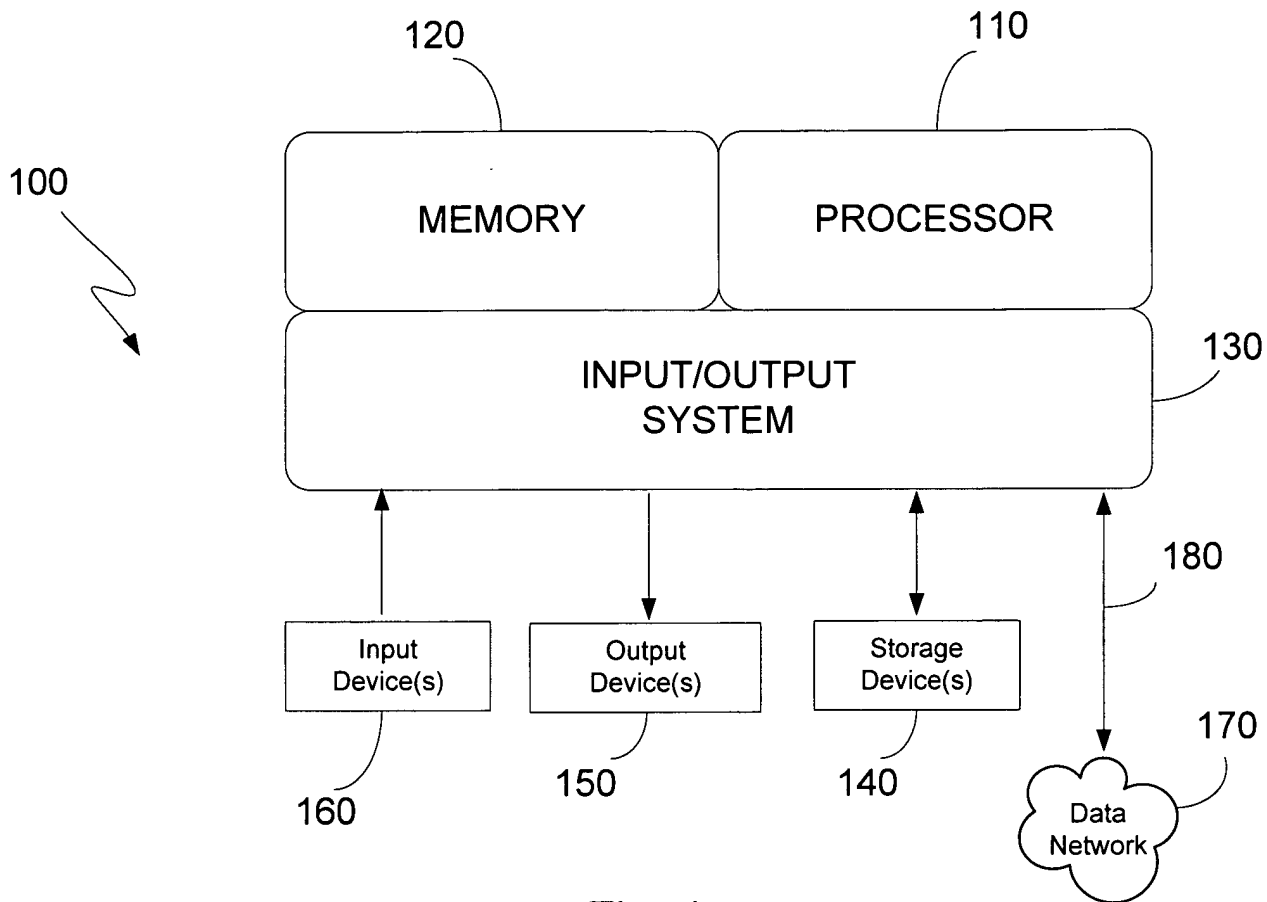 120
110
100
MEMORY
PROCESSOR
130
INPUT/OUTPUT
SYSTEM
180
Input
Device(s)
Output
Device(s)
Storage
Device(s)
160
150
140
170
Data
Network